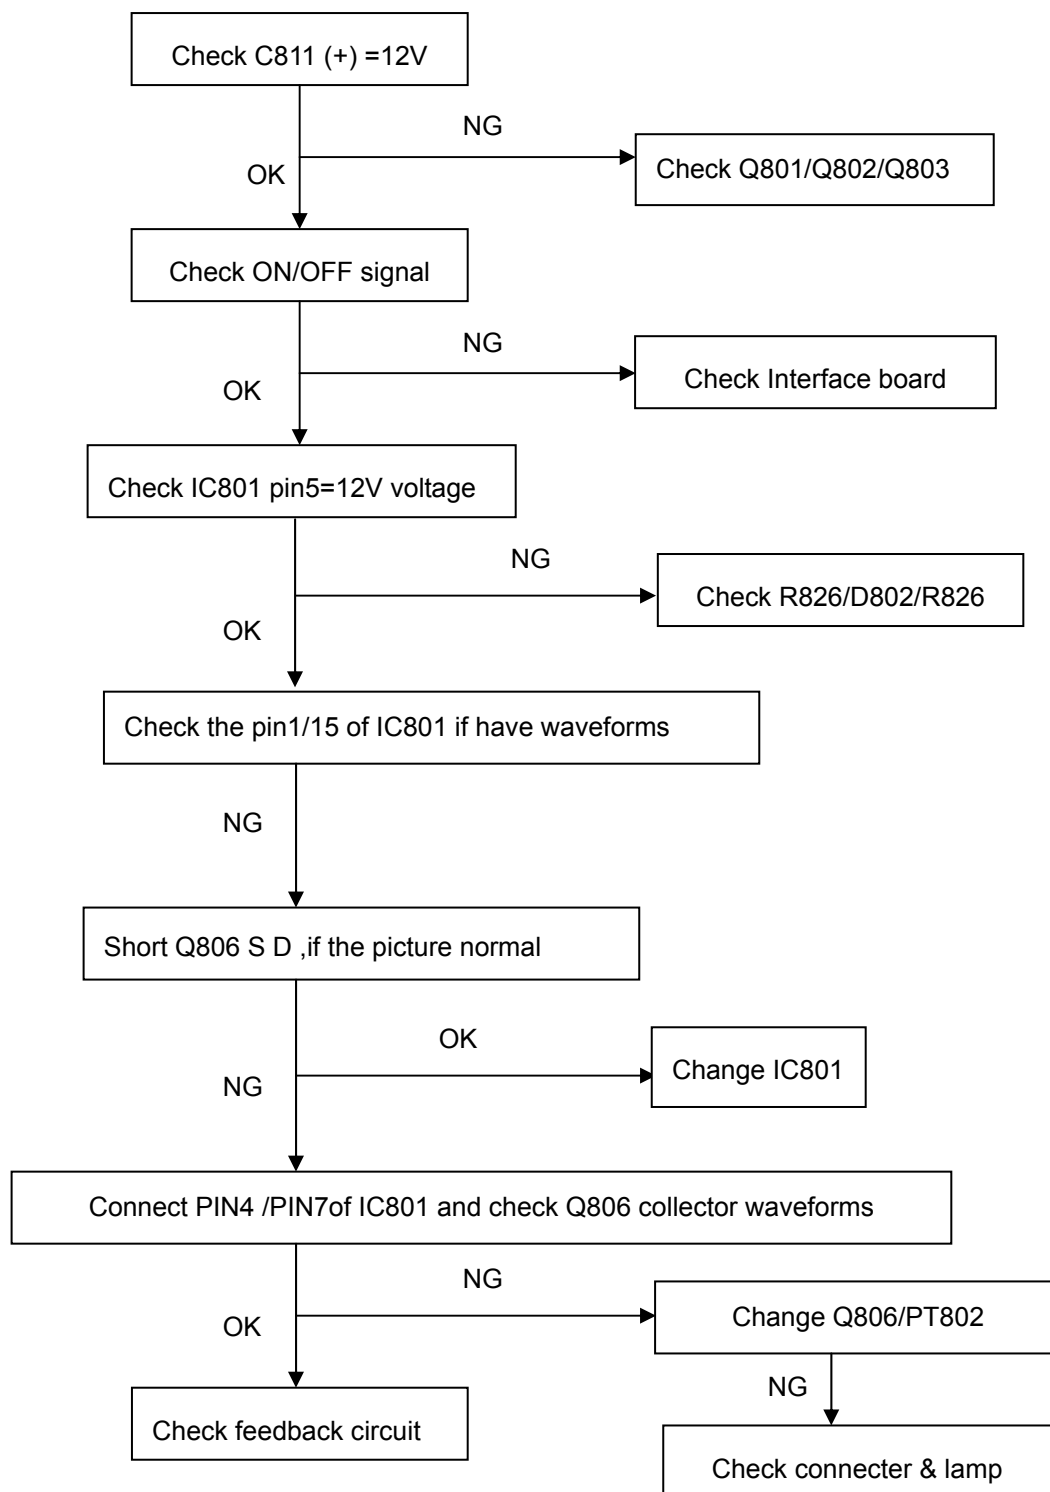 Check C811 (+) =12V
NG
Check Q801/Q802/Q803
OK
Check ON/OFF signal
NG
Check Interface board
OK
Check IC801 pin5=12V voltage
NG
Check R826/D802/R826
OK
Check the pin1/15 of IC801 if have waveforms
NG
Short Q806 S D ,if the picture normal
OK
Change IC801
NG
Connect PIN4 /PIN7of IC801 and check Q806 collector waveforms
NG
Change Q806/PT802
OK
NG
Check feedback circuit
Check connecter & lamp